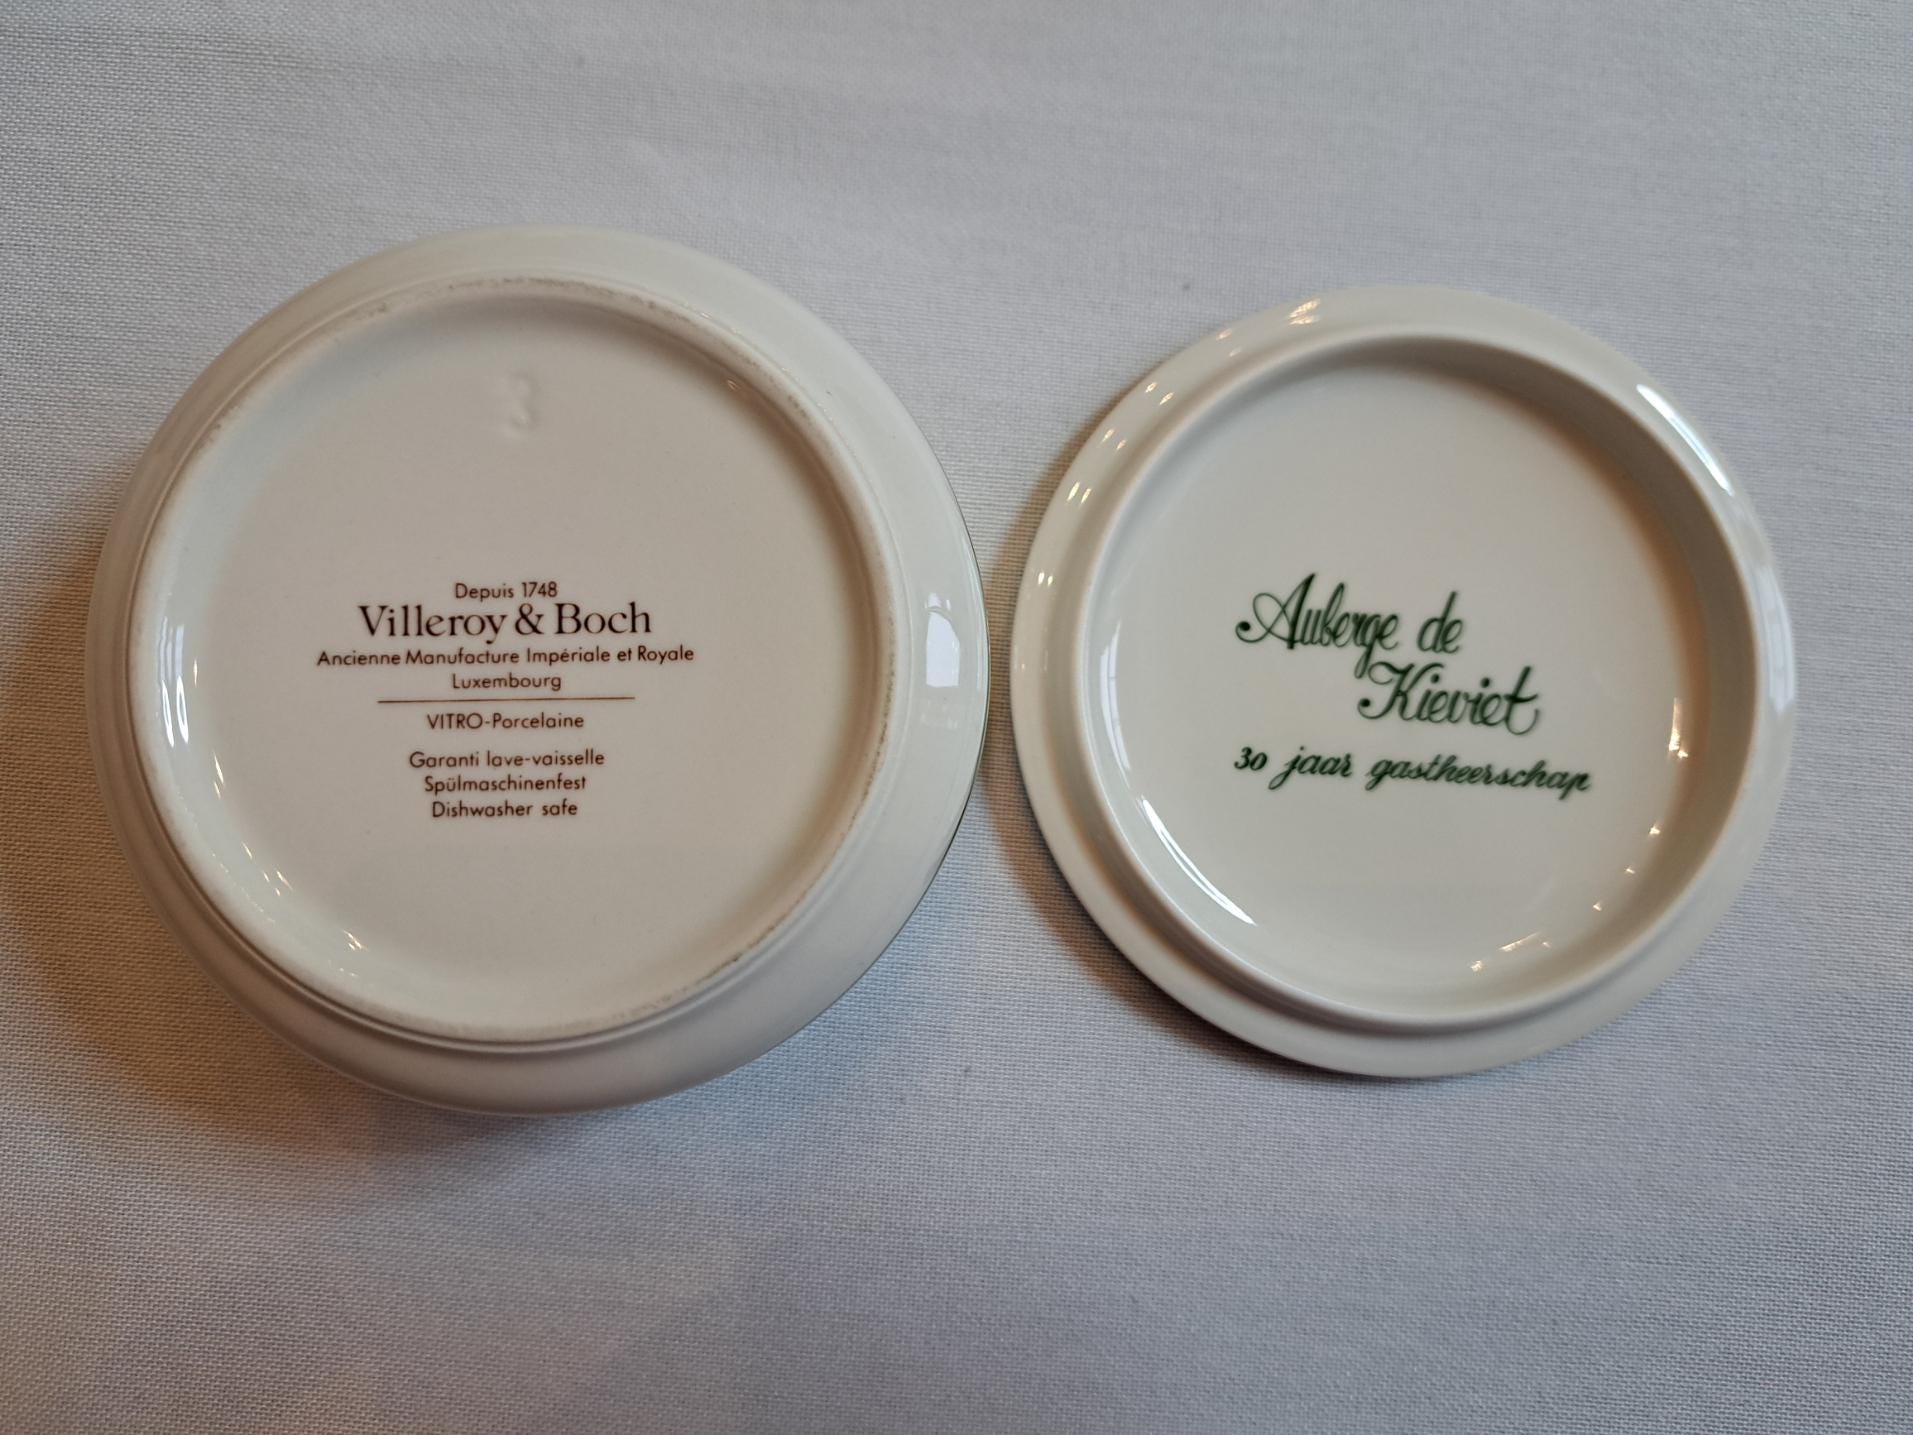 Depuis 1748
Villeroy & Boch
Ancienne Manufacture Impériale et Royale
Luxembourg
VITRO-Porcelaine
Garanti lave-vaisselle
Spülmaschinenfest
Dishwasher safe
Auberge de
Kieviet
30 jaar gastheerschap